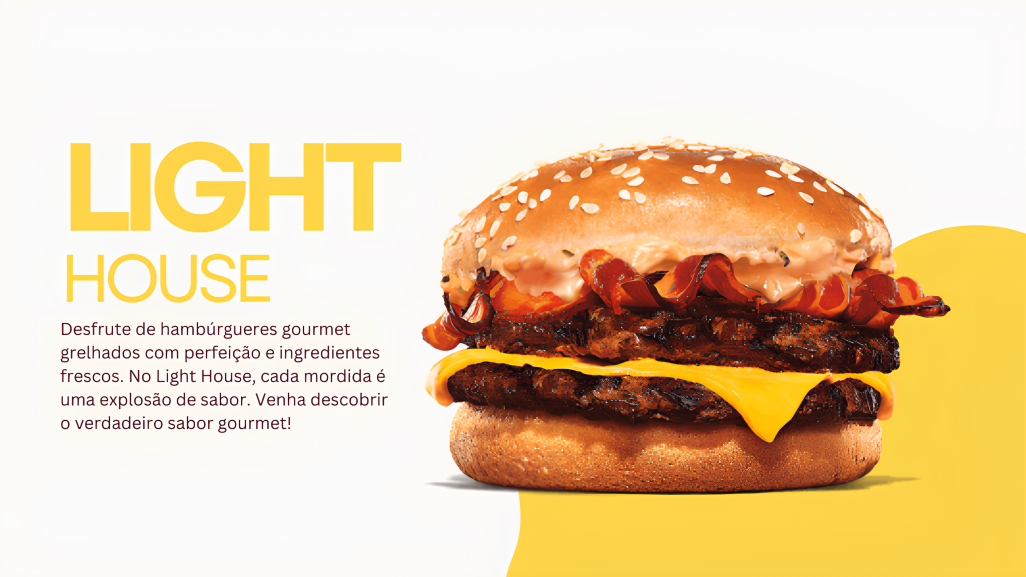 LIGHT
HOUSE
Desfrute de hambúrgueres gourmet
grelhados com perfeição e ingredientes
frescos. No Light House, cada mordida é
uma explosão de sabor. Venha descobrir
o verdadeiro sabor gourmet!